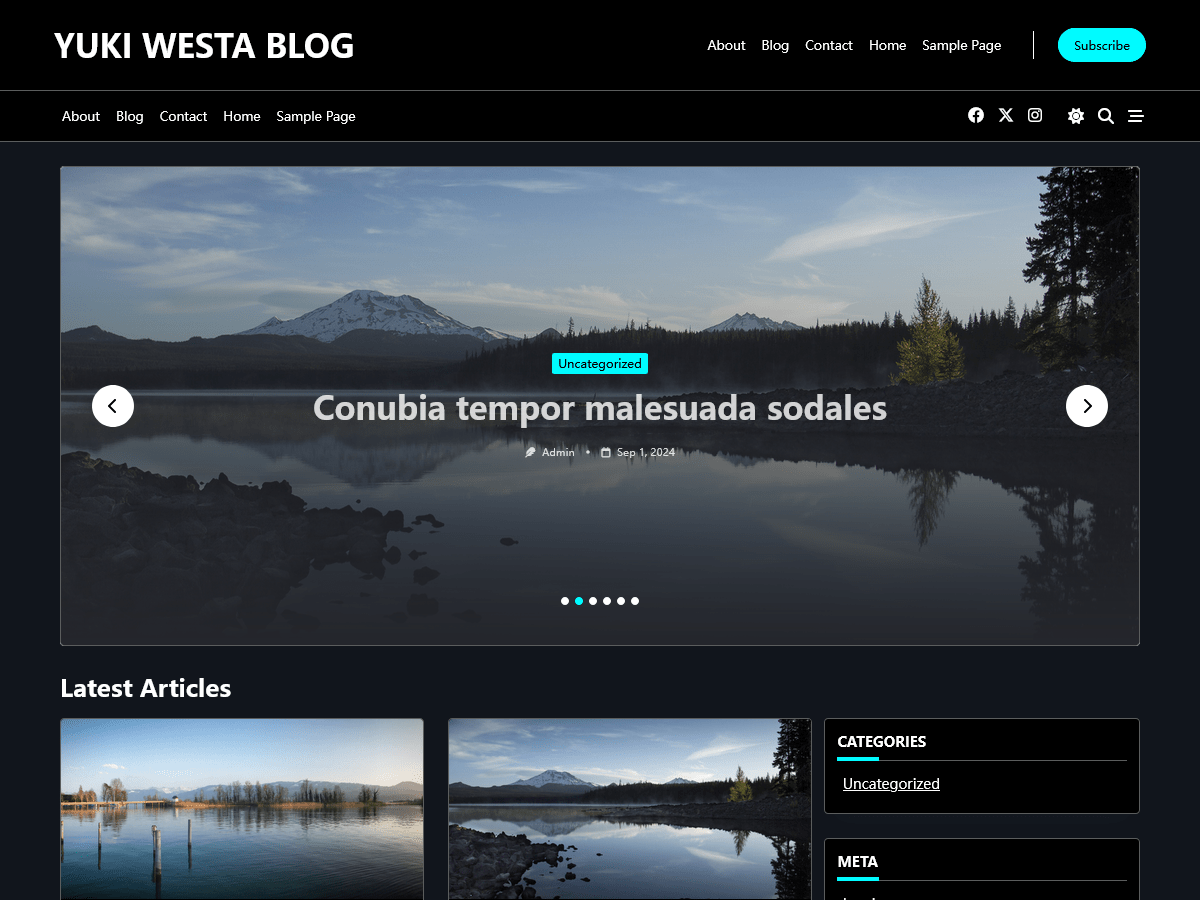 YUKI WESTA BLOG
About Blog Contact Home Sample Page
Subscribe
About Blog Contact Home Sample Page
Uncategorized
Conubia tempor malesuada sodales
Admin • Sep 1, 2024
Latest Articles
CATEGORIES
Uncategorized
META